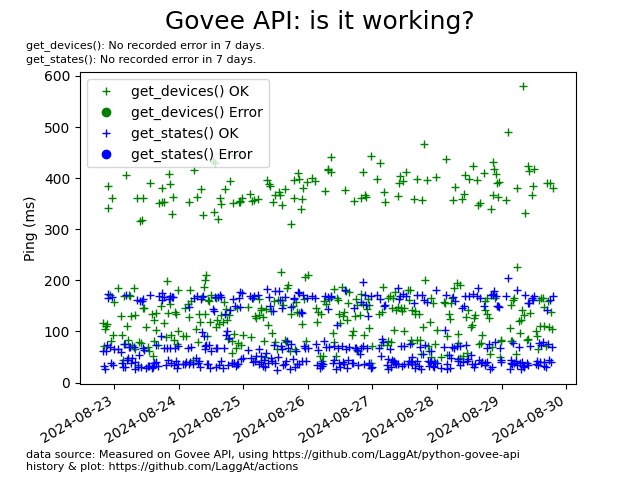 Govee API: is it working?
get_devices(): No recorded error in 7 days.
get_states(): No recorded error in 7 days.
get_devices() OK
get_devices() Error
get_states() OK
get_states() Error
Ping (ms)
600
500
400
300
200
100
0
2024-08-23
2024-08-24
2024-08-25
2024-08-26
2024-08-27
2024-08-28
2024-08-29
2024-08-30
data source: Measured on Govee API, using https://github.com/LaggAt/python-govee-api
history & plot: https://github.com/LaggAt/actions